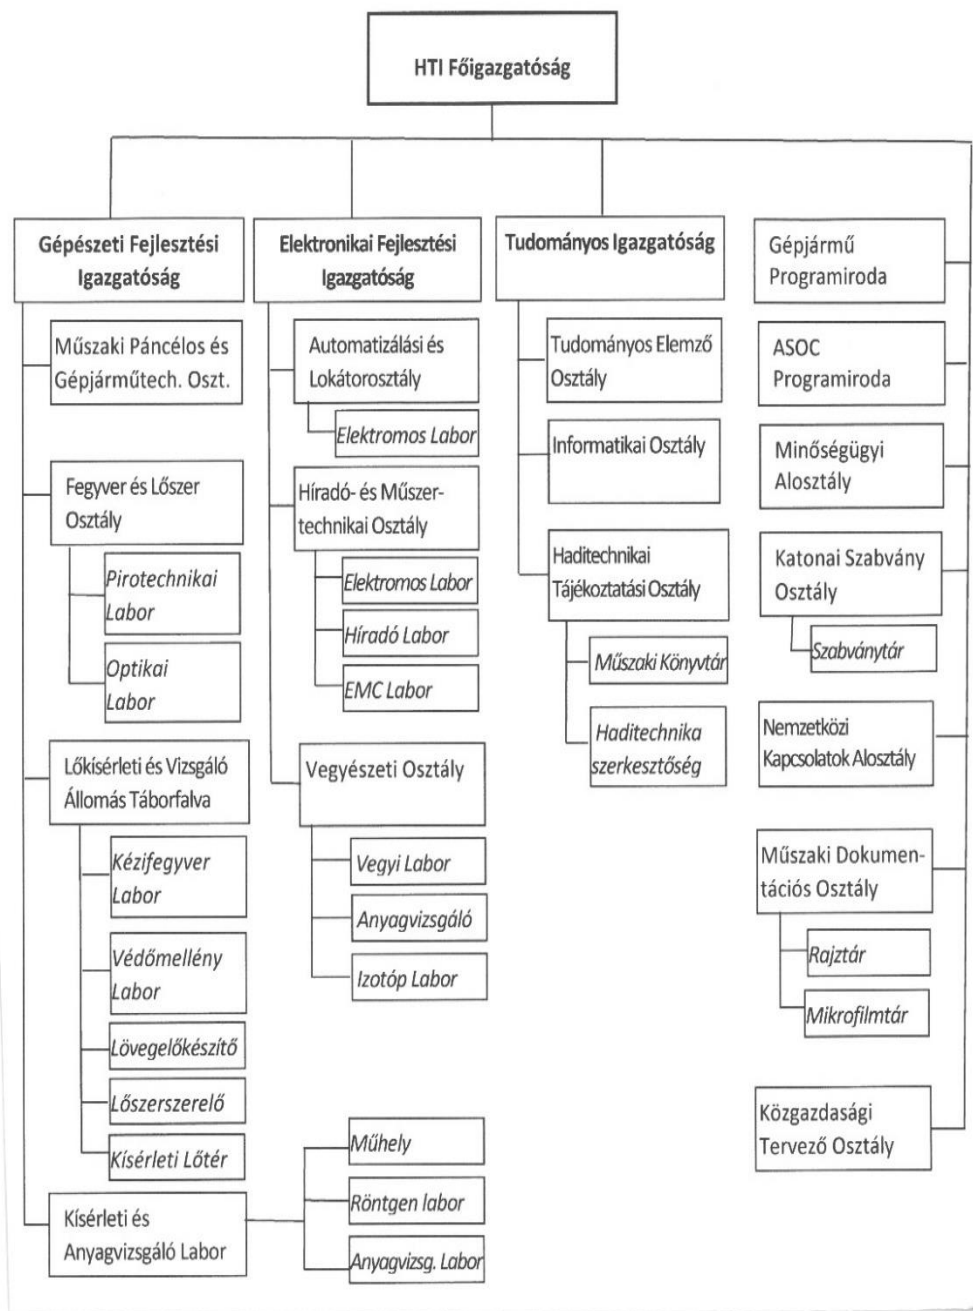 HTI Főigazgatóság
Gépészeti Fejlesztési
Igazgatóság
Műszaki Páncélos és
Gépjárműtech. Oszt.
Fegyver és Lőszer
Osztály
Pirotechnikai
Labor
Optikai
Labor
Lőkísérleti és Vizsgáló
Állomás Táborfalva
Kézifegyver
Labor
Védőmellény
Labor
Lövegelőkészítő
Lőszerszerelő
Kísérleti Lőtér
Kísérleti és
Anyagvizsgáló Labor
Műhely
Röntgen labor
Anyagvizsg. Labor
Elektronikai Fejlesztési
Igazgatóság
Automatizálási és
Lokátorosztály
Elektromos Labor
Híradó- és Műszer-
technikai Osztály
Elektromos Labor
Híradó Labor
EMC Labor
Vegyészeti Osztály
Vegyi Labor
Anyagvizsgáló
Izotóp Labor
Tudományos Igazgatóság
Tudományos Elemző
Osztály
Informatikai Osztály
Haditechnikai
Tájékoztatási Osztály
Műszaki Könyvtár
Haditechnika
szerkesztőség
Gépjármű
Programiroda
ASOC
Programiroda
Minőségügyi
Alosztály
Katonai Szabvány
Osztály
Szabványtár
Nemzetközi
Kapcsolatok Alosztály
Műszaki Dokumen-
tációs Osztály
Rajztár
Mikrofilmtár
Közgazdasági
Tervező Osztály